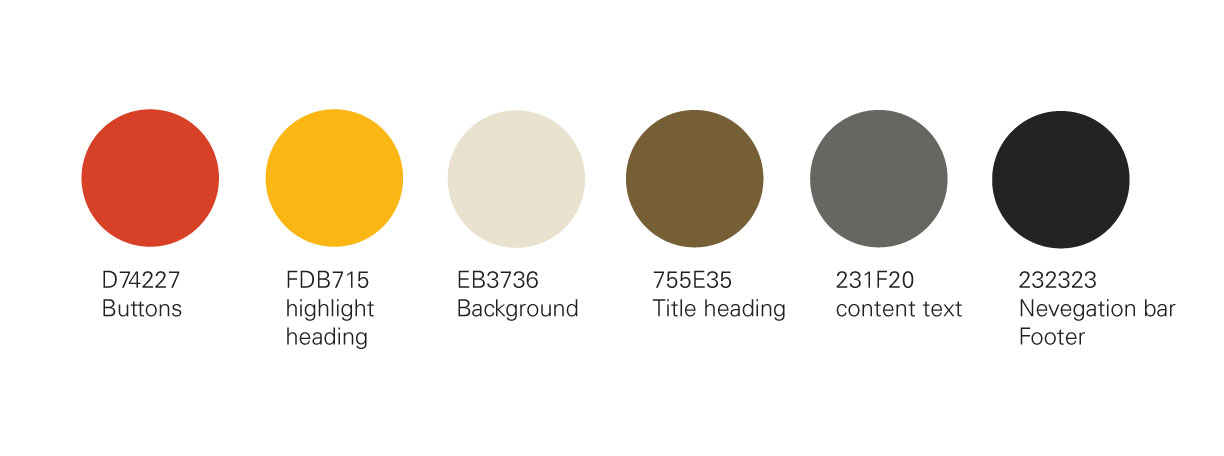 D74227
Buttons
FDB715
highlight
heading
EB3736
Background
755E35
Title heading
231F20
content text
232323
Nevegation bar
Footer